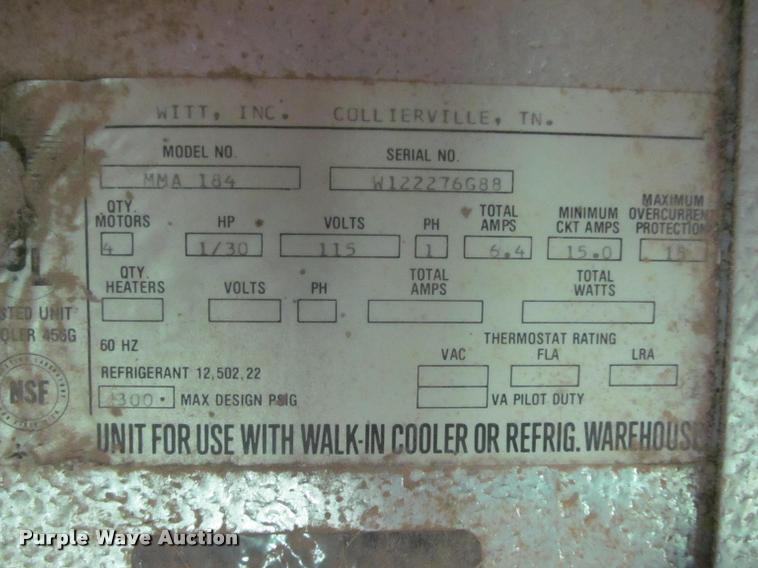 WITT, INC. COLLIERVILLE, TN.
MODEL NO. SERIAL NO.
MMA 184 W122276G88
QTY. MOTORS HP VOLTS PH TOTAL AMPS MINIMUM CKT AMPS MAXIMUM OVERCURRENT PROTECTION
4 1/30 115 1 6.4 15.0 15
QTY. HEATERS VOLTS PH TOTAL AMPS TOTAL WATTS
60 HZ THERMOSTAT RATING
VAC FLA LRA
REFRIGERANT 12,502,22
300. MAX DESIGN PSIG VA PILOT DUTY
UNIT FOR USE WITH WALK-IN COOLER OR REFRIG. WAREHOUSE
STED UNIT
OLER 456G
NSF
Purple Wave Auction